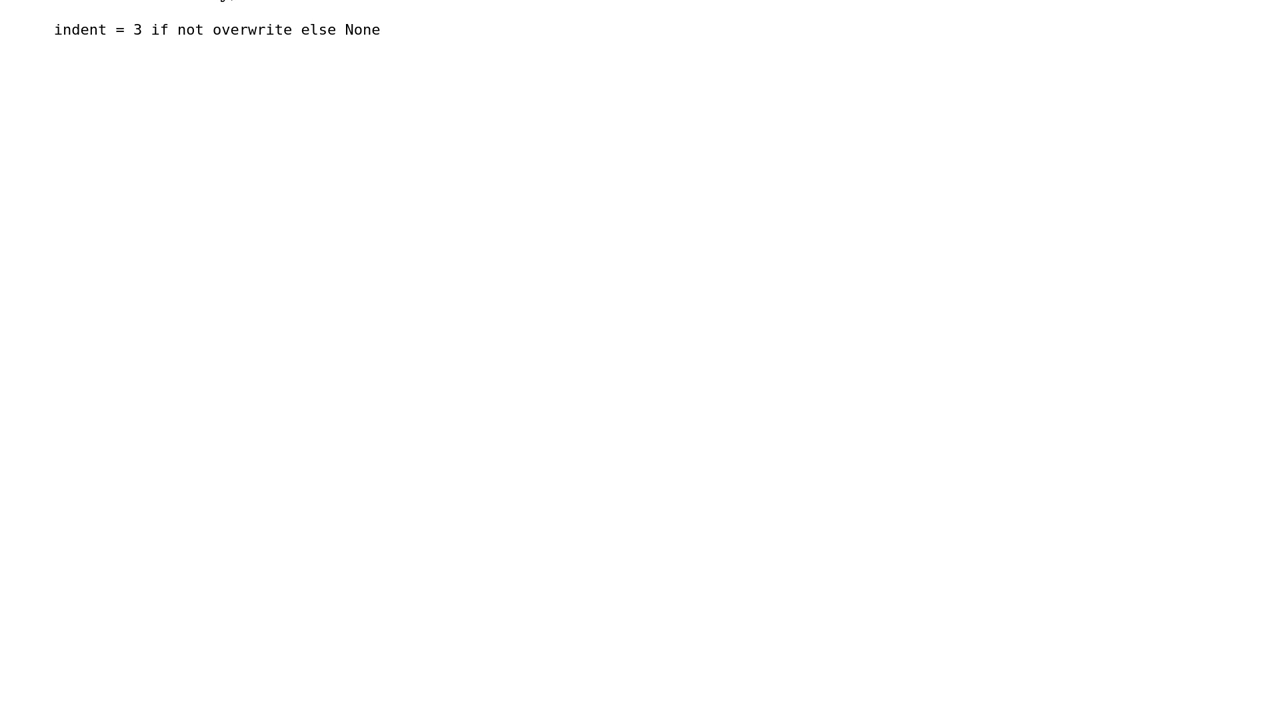 indent = 3 if not overwrite else None